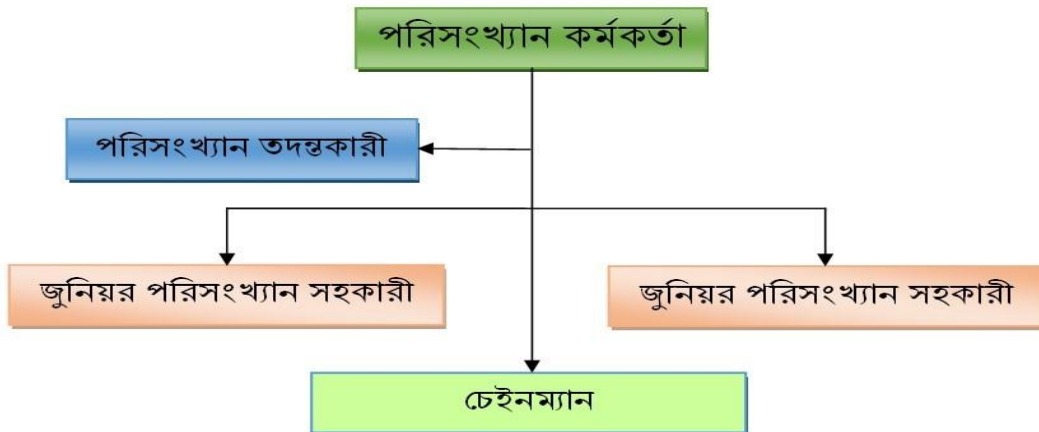 পরিসংখ্যান কর্মকর্তা
পরিসংখ্যান তদন্তকারী
জুনিয়র পরিসংখ্যান সহকারী
জুনিয়র পরিসংখ্যান সহকারী
চেইনম্যান